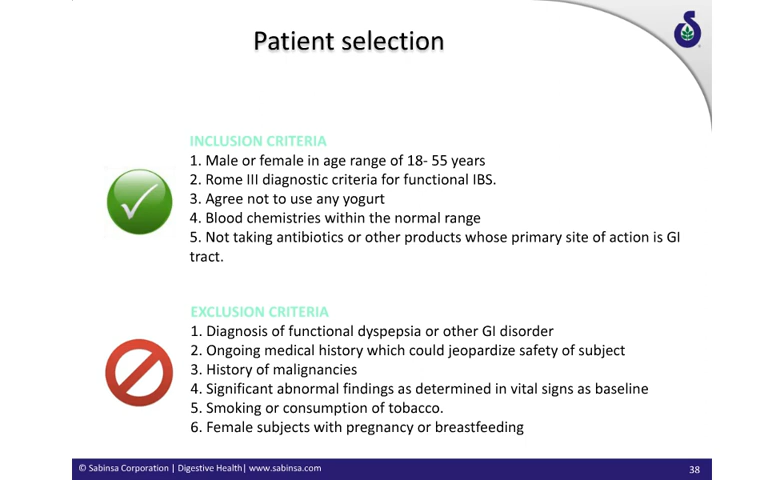 Patient selection
INCLUSION CRITERIA
1. Male or female in age range of 18- 55 years
2. Rome III diagnostic criteria for functional IBS.
3. Agree not to use any yogurt
4. Blood chemistries within the normal range
5. Not taking antibiotics or other products whose primary site of action is GI
tract.
EXCLUSION CRITERIA
1. Diagnosis of functional dyspepsia or other GI disorder
2. Ongoing medical history which could jeopardize safety of subject
3. History of malignancies
4. Significant abnormal findings as determined in vital signs as baseline
5. Smoking or consumption of tobacco.
6. Female subjects with pregnancy or breastfeeding
© Sabinsa Corporation | Digestive Health| www.sabinsa.com
38